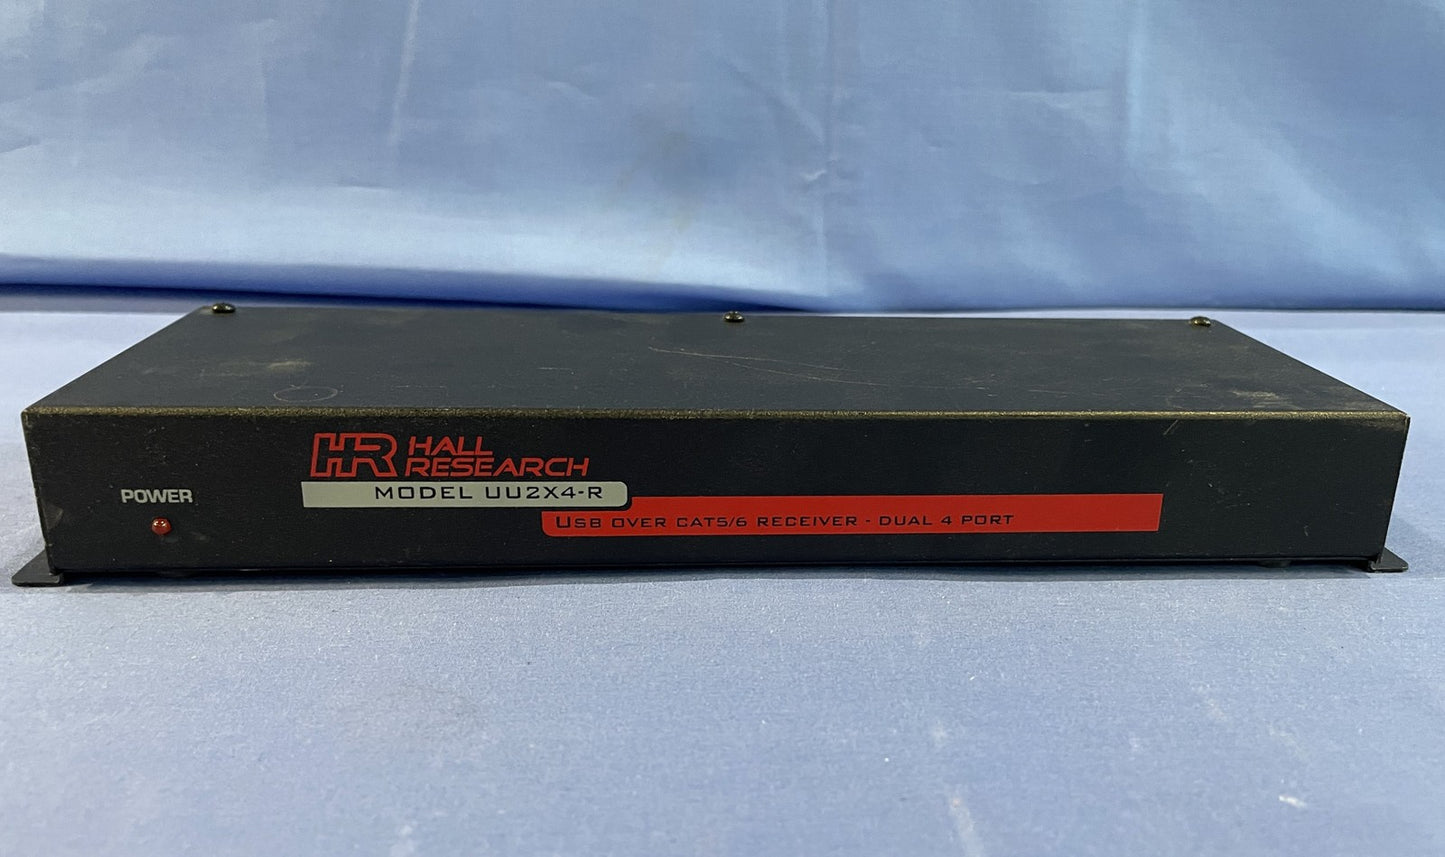 HR HALL
RESEARCH
MODEL UU2X4-R
POWER
USB OVER CAT5/6 RECEIVER - DUAL 4 PORT